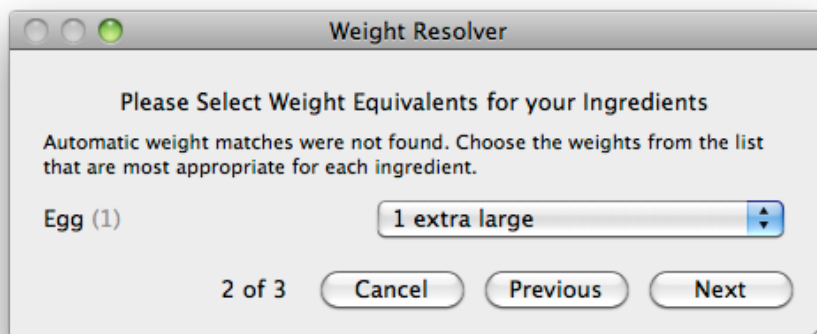 Weight Resolver
Please Select Weight Equivalents for your Ingredients
Automatic weight matches were not found. Choose the weights from the list
that are most appropriate for each ingredient.
Egg (1) 1 extra large
2 of 3 Cancel Previous Next